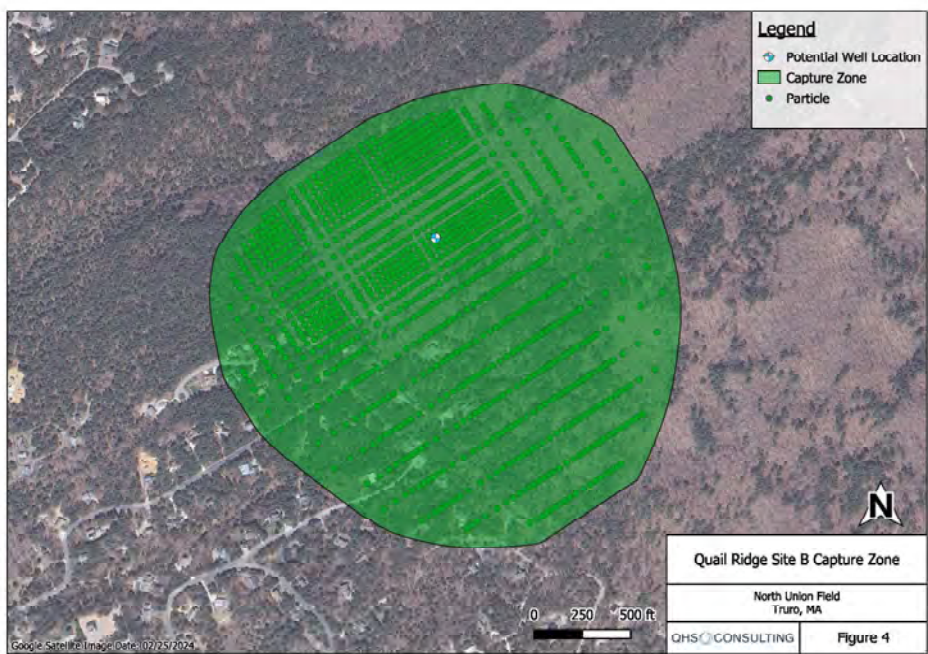 Legend
Potential Well Location
Capture Zone
Particle
N
0 250 500 ft
Quail Ridge Site B Capture Zone
North Union Field
Truro, MA
QHS CONSULTING
Figure 4
Google Satellite Image Date: 02/25/2024